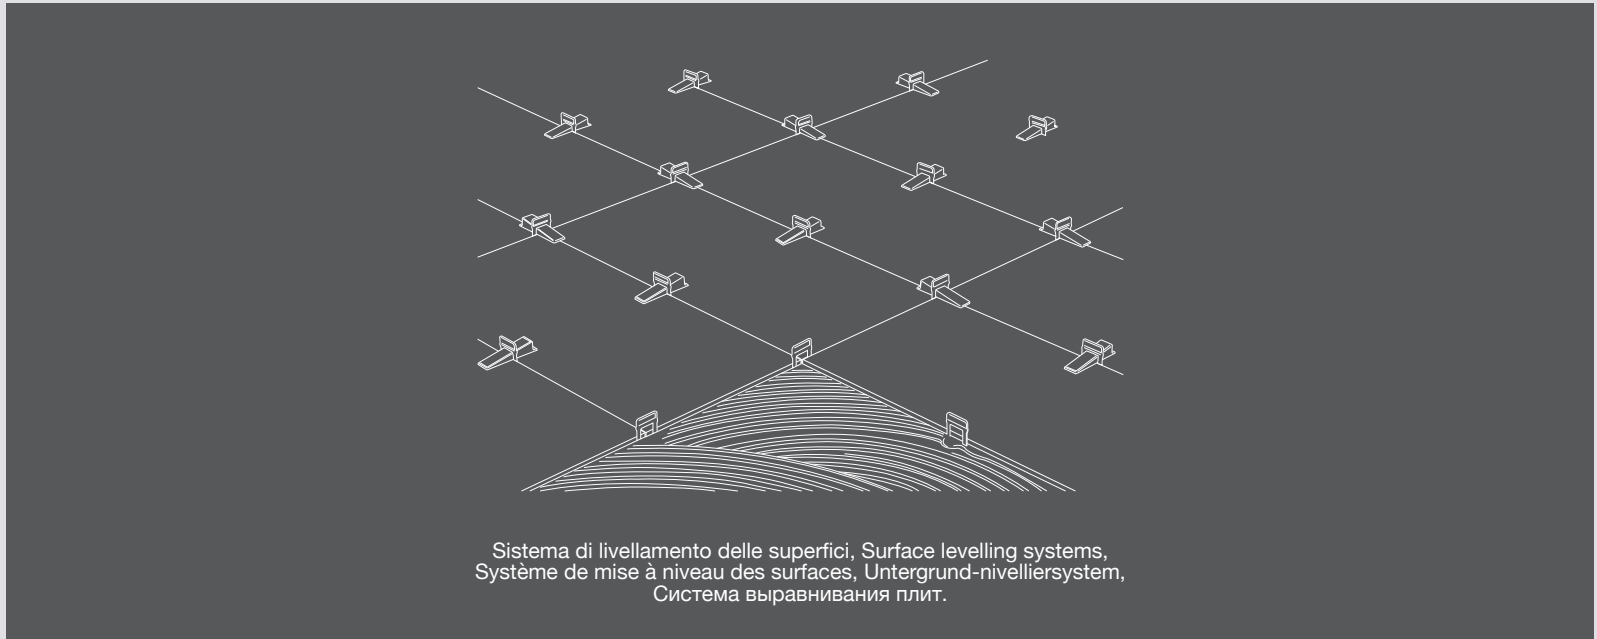 Sistema di livellamento delle superfici, Surface levelling systems,
Système de mise à niveau des surfaces, Untergrund-nivelliersystem,
Система выравнивания плит.